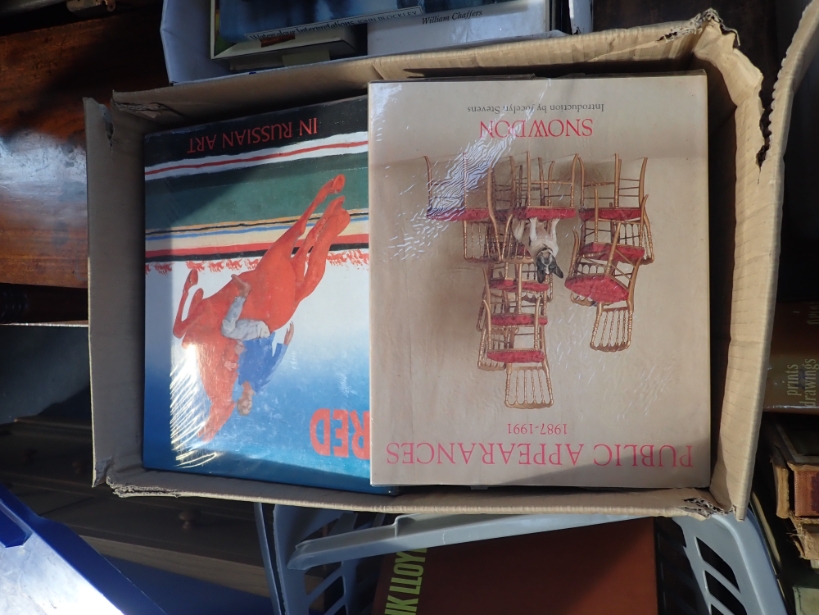 PUBLIC APPEARANCES
1987-1991
SNOWDON
Introduction by Jocelyn Stevens
RED
IN RUSSIAN ART
William Chaffers
prints
drawings